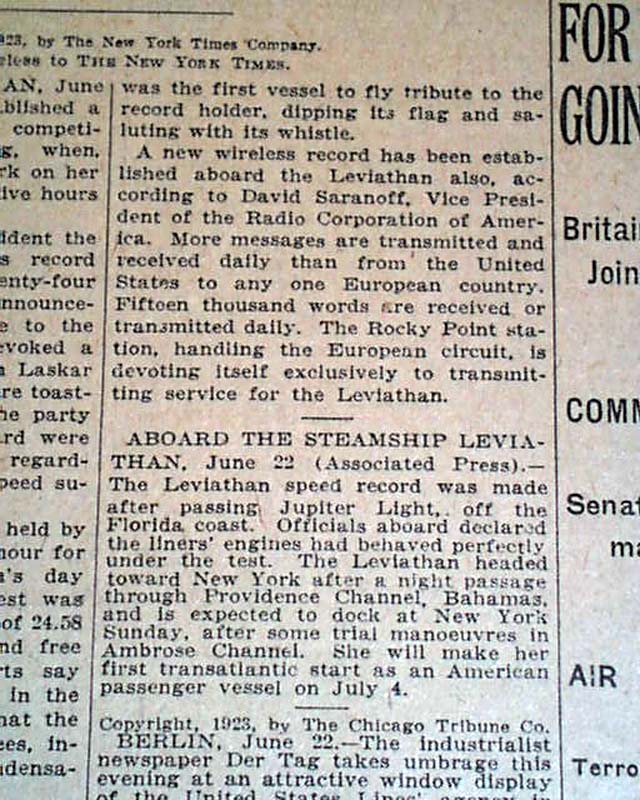 923, by The New York Times Company.
eless to THE NEW YORK TIMES.
AN, June
blished a
competi-
g, when,
rk on her
tive hours
ident the
s record
enty-four
nnounce-
e to the
evoked a
n Laskar
re toast-
he party
rd were
regard-
peed su-
held by
hour for
n's day
est was
of 24.58
nd free
rts say
in the
hat the
ees, in-
ndensa-
was the first vessel to fly tribute to the
record holder, dipping its flag and sa-
luting with its whistle.
A new wireless record has been estab-
lished aboard the Leviathan also, ac-
cording to David Saranoff, Vice Presi-
dent of the Radio Corporation of Amer-
ica. More messages are transmitted and
received daily than from the United
States to any one European country.
Fifteen thousand words are received or
transmitted daily. The Rocky Point sta-
tion, handling the European circuit, is
devoting itself exclusively to transmit-
ting service for the Leviathan.
ABOARD THE STEAMSHIP LEVIA-
THAN, June 22 (Associated Press).—
The Leviathan speed record was made
after passing Jupiter Light, off the
Florida coast. Officials aboard declared
the liners' engines had behaved perfectly
under the test. The Leviathan headed
toward New York after a night passage
through Providence Channel, Bahamas,
and is expected to dock at New York
Sunday, after some trial manoeuvres in
Ambrose Channel. She will make her
first transatlantic start as an American
passenger vessel on July 4.
Copyright, 1923, by The Chicago Tribune Co.
BERLIN, June 22.—The industrialist
newspaper Der Tag takes umbrage this
evening at an attractive window display
of the United States Lines'
FOR
GOIN
Britai
Join
COMM
Senat
ma
AIR
Terro